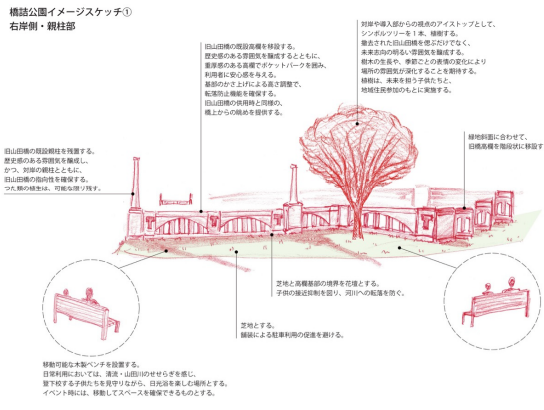 橋詰公園イメージスケッチ①
右岸側・親柱部
対岸や導入部からの視点のアイストップとして、
シンボルツリーを1本、植樹する。
撤去された旧山田橋を偲ぶだけでなく、
未来志向の明るい雰囲気を醸成する。
樹木の生長や、季節ごとの表情の変化により
場所の雰囲気が深化することを期待する。
植樹は、未来を担う子供たちと、
地域住民参加のもとに実施する。
旧山田橋の既設高欄を移設する。
歴史感のある雰囲気を醸成するとともに、
重厚感のある高欄でポケットパークを囲み、
利用者に安心感を与える。
基部のかさ上げによる高さ調整で、
転落防止機能を確保する。
旧山田橋の供用時と同様の、
橋上からの眺めを提供する。
緑地斜面に合わせて、
旧橋高欄を階段状に移設す
旧山田橋の既設親柱を残置する。
歴史感のある雰囲気を醸成し、
かつ、対岸の親柱とともに、
旧山田橋の指向性を確保する。
つた類の植生は、可能な限り残す。
芝地と高欄基部の境界を花壇とする。
子供の接近抑制を図り、河川への転落を防ぐ。
芝地とする。
舗装による駐車利用の促進を避ける。
移動可能な木製ベンチを設置する。
日常利用においては、清流・山田川のせせらぎを感じ、
登下校する子供たちを見守りながら、日光浴を楽しむ場所とする。
イベント時には、移動してスペースを確保できるものとする。